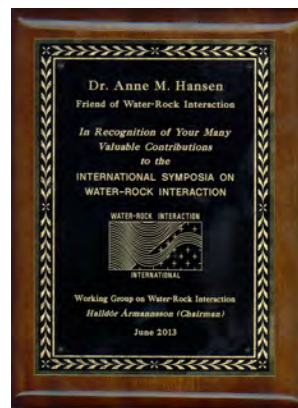 Dr. Anne M. Hansen
Friend of Water-Rock Interaction
In Recognition of Your Many
Valuable Contributions
to the
INTERNATIONAL SYMPOSIA ON
WATER-ROCK INTERACTION
WATER-ROCK INTERACTION
INTERNATIONAL
Working Group on Water-Rock Interaction
Halldór Ármannsson (Chairman)
June 2013